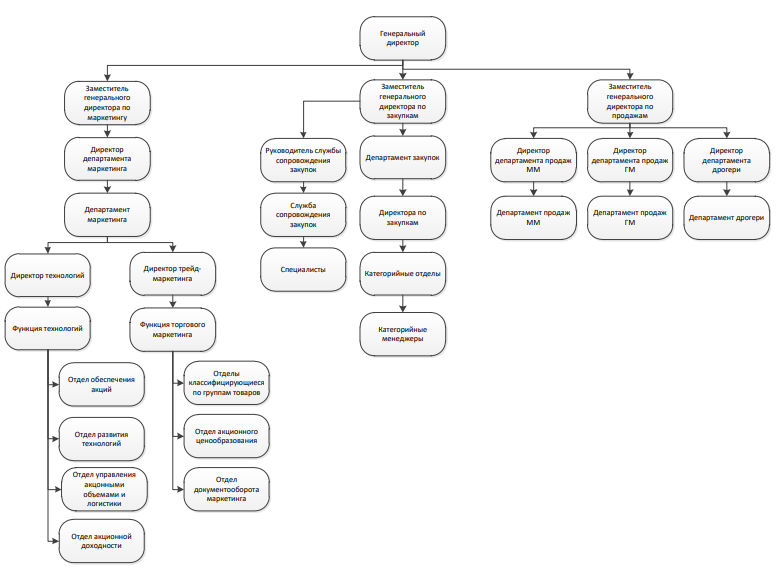 Генеральный
директор
Заместитель
генерального
директора по
маркетингу
Заместитель
генерального
директора по
закупкам
Заместитель
генерального
директора по
продажам
Директор
департамента
маркетинга
Руководитель службы
сопровождения
закупок
Департамент закупок
Директор
департамента продаж
ММ
Директор
департамента продаж
ГМ
Директор
департамента
дрогери
Департамент
маркетинга
Служба
сопровождения
закупок
Директора по
закупкам
Департамент продаж
ММ
Департамент продаж
ГМ
Департамент дрогери
Директор технологий
Директор трейд-
маркетинга
Специалисты
Категорийные отделы
Функция технологий
Функция торгового
маркетинга
Категорийные
менеджеры
Отдел обеспечения
акций
Отделы
классифицирующиеся
по группам товаров
Отдел развития
технологий
Отдел акционного
ценообразования
Отдел управления
акционными
объемами и
логистики
Отдел
документооборота
маркетинга
Отдел акционной
доходности